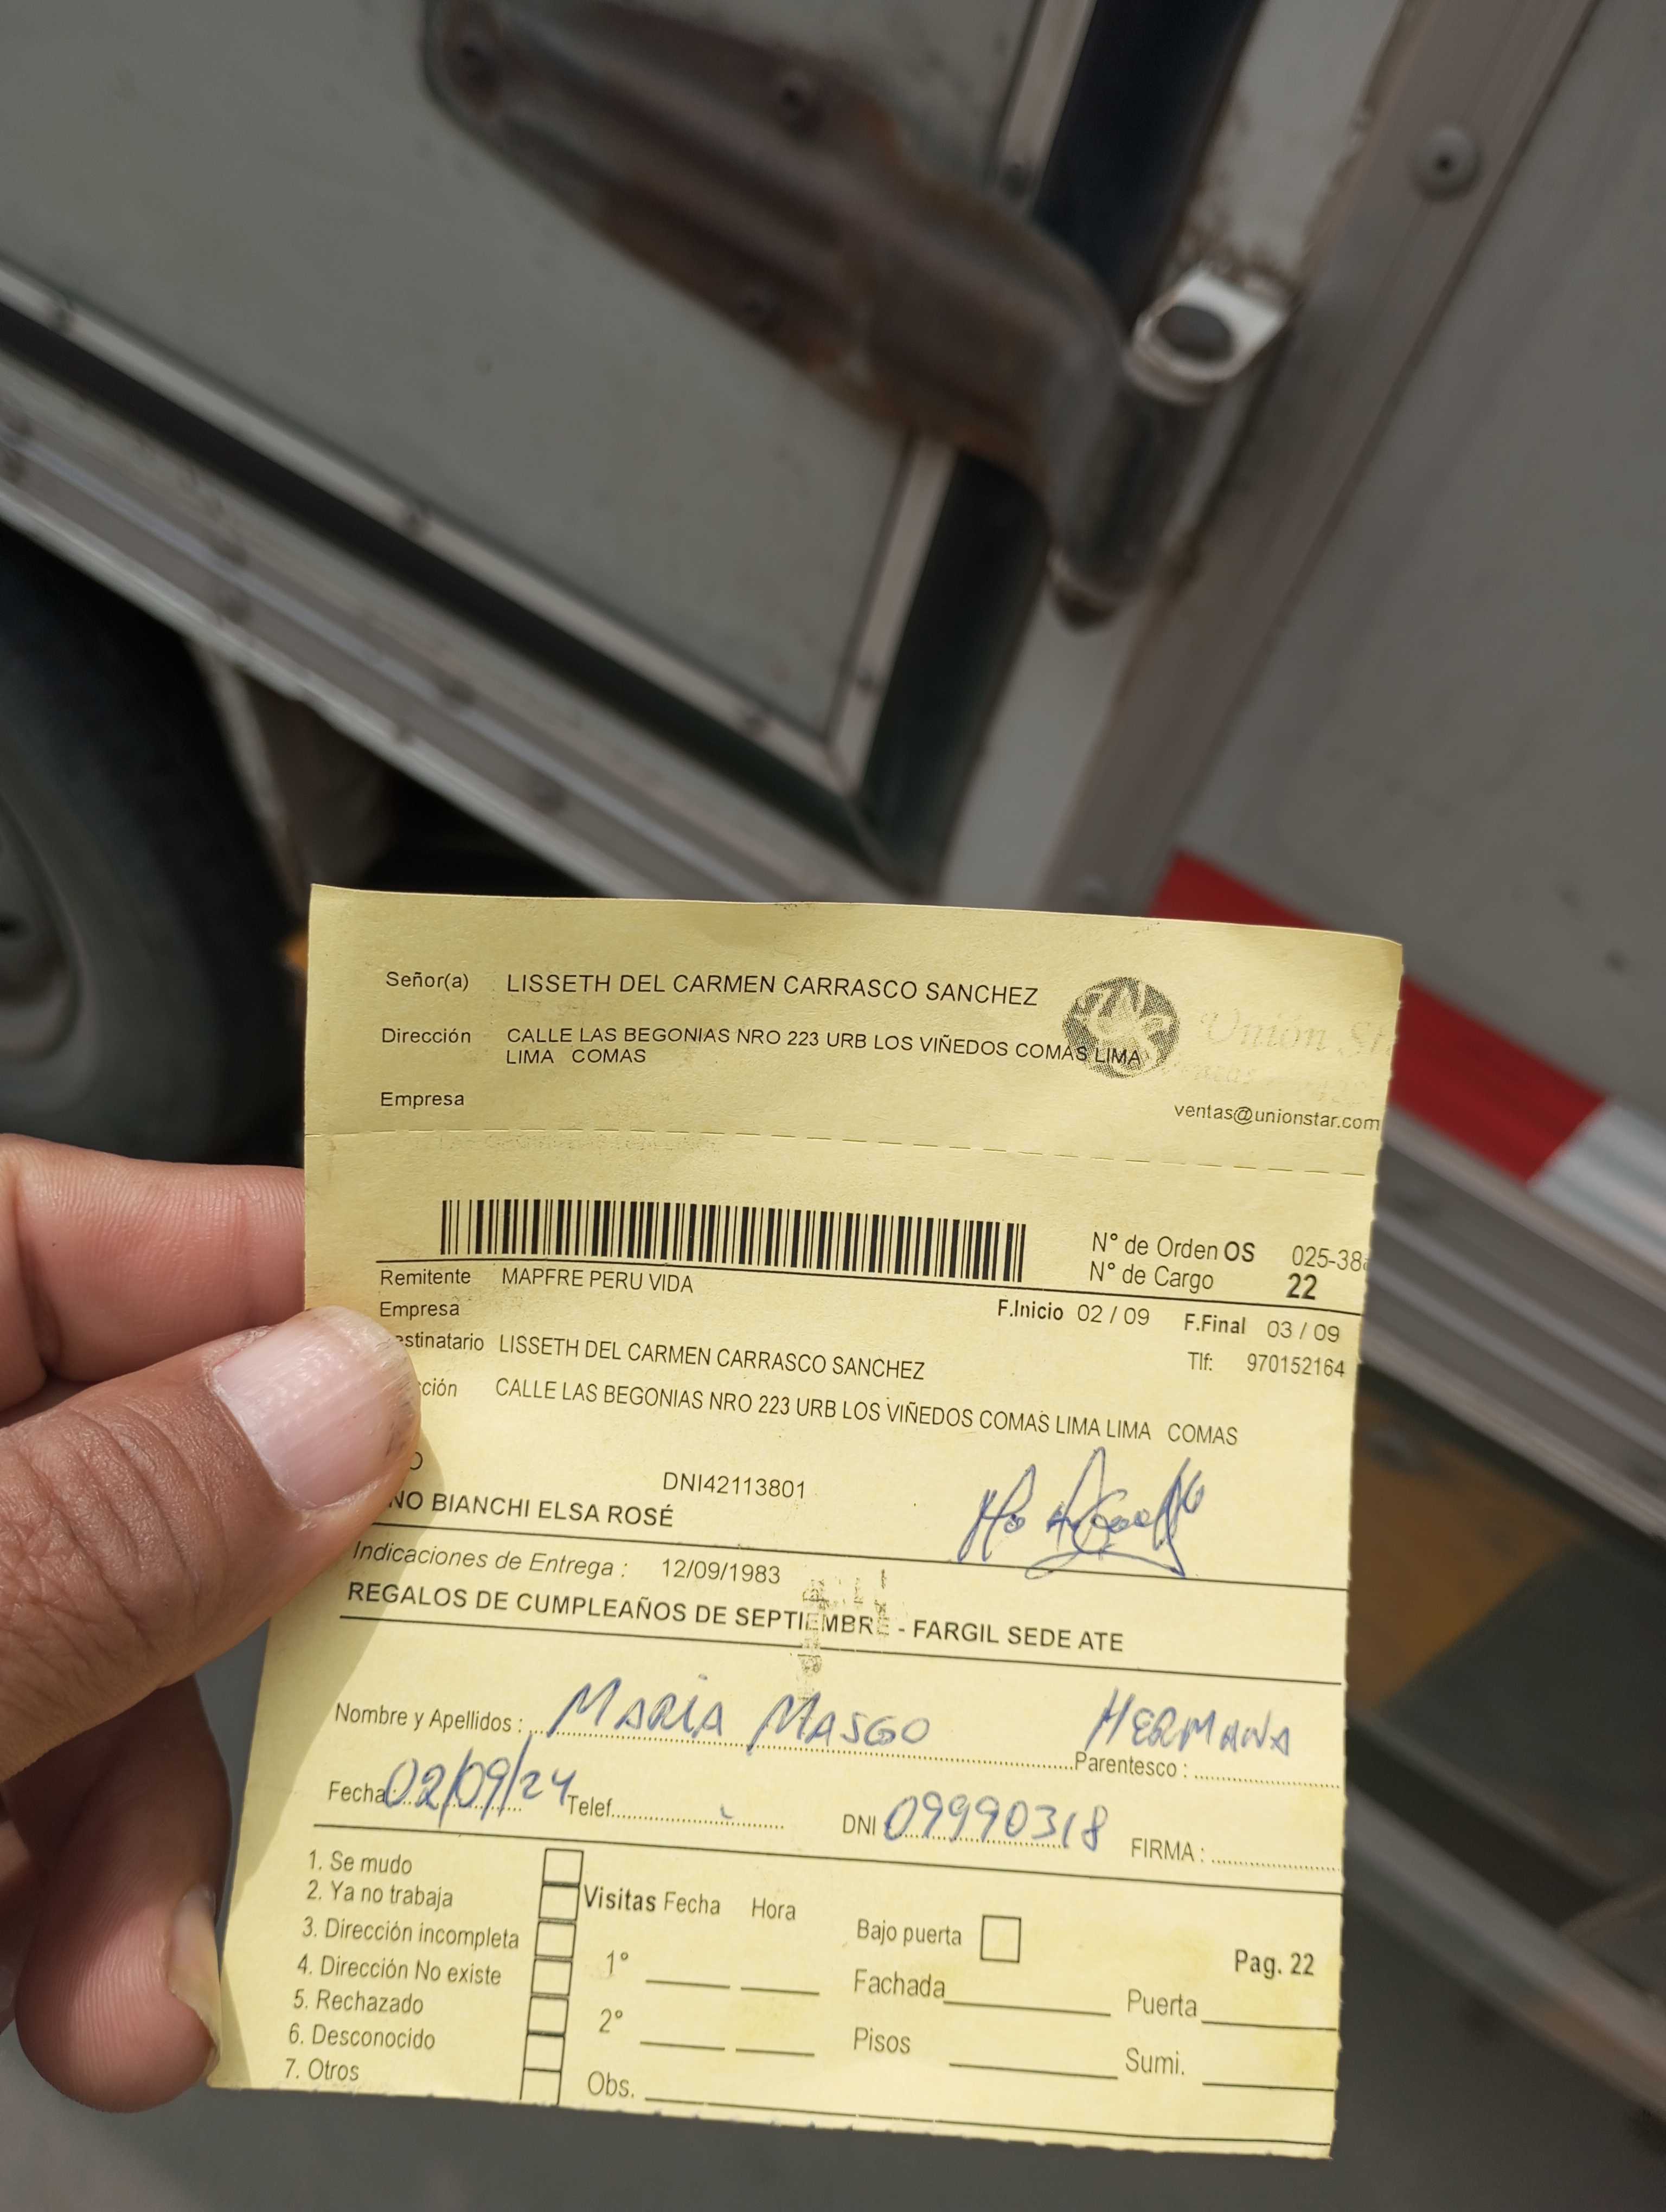 Señor(a) LISSETH DEL CARMEN CARRASCO SANCHEZ
Dirección CALLE LAS BEGONIAS NRO 223 URB LOS VIÑEDOS COMAS LIMA
LIMA COMAS
Unión
Empresa
ventas@unionstar.com
N° de Orden OS 025-38
N° de Cargo 22
Remitente MAPFRE PERU VIDA
Empresa
F.Inicio 02 / 09 F.Final 03 / 09
estinatario LISSETH DEL CARMEN CARRASCO SANCHEZ
Tlf: 970152164
cción CALLE LAS BEGONIAS NRO 223 URB LOS VIÑEDOS COMAS LIMA LIMA COMAS
O DNI42113801
NO BIANCHI ELSA ROSÉ
Indicaciones de Entrega : 12/09/1983
REGALOS DE CUMPLEAÑOS DE SEPTIEMBRE - FARGIL SEDE ATE
Nombre y Apellidos : MARÍA MASGO
Parentesco : HERMANA
Fecha: 02/09/24 Telef. DNI 09990318 FIRMA :
1. Se mudo
2. Ya no trabaja
3. Dirección incompleta
4. Dirección No existe
5. Rechazado
6. Desconocido
7. Otros
Visitas Fecha Hora
1°
2°
Obs.
Bajo puerta
Fachada
Pisos
Pag. 22
Puerta
Sumi.